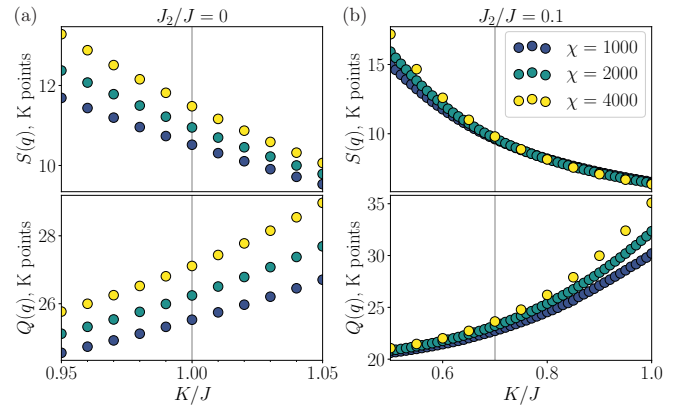 (a)
J₂/J = 0
S(q), K points
12
10
Q(q), K points
28
26
0.95
1.00
1.05
K/J
(b)
J₂/J = 0.1
S(q), K points
15
10
χ = 1000
χ = 2000
χ = 4000
Q(q), K points
35
30
25
20
0.6
0.8
1.0
K/J